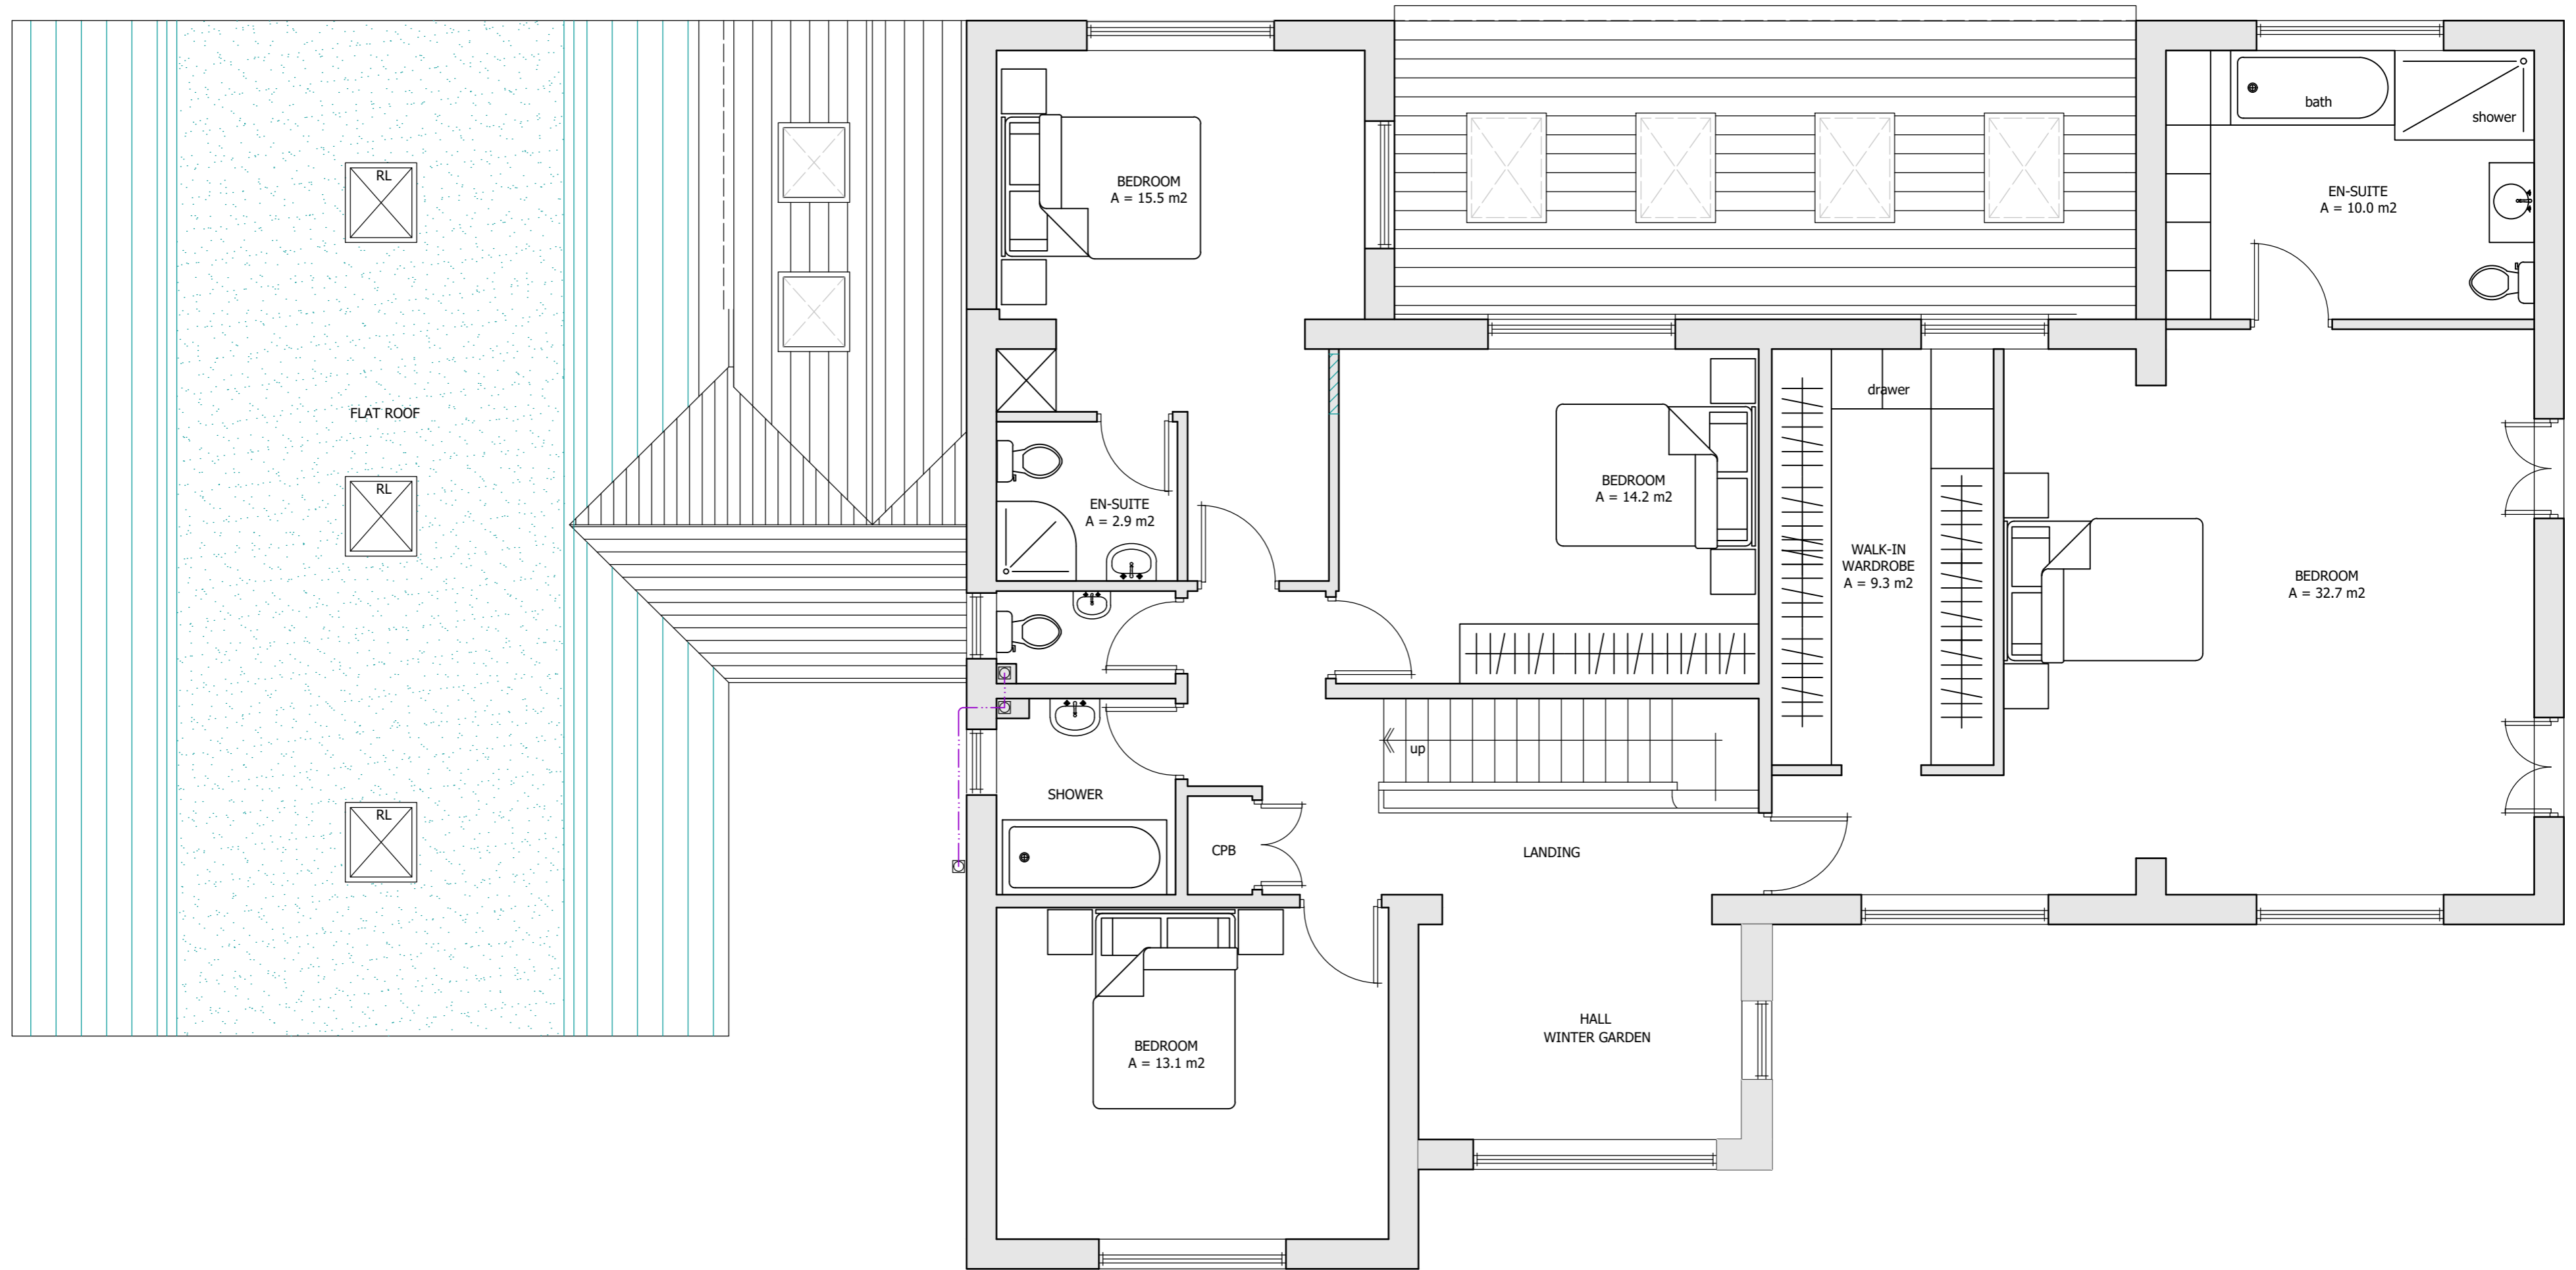 bath
shower
RL
BEDROOM
A = 15.5 m2
EN-SUITE
A = 10.0 m2
drawer
FLAT ROOF
RL
EN-SUITE
A = 2.9 m2
BEDROOM
A = 14.2 m2
WALK-IN
WARDROBE
A = 9.3 m2
BEDROOM
A = 32.7 m2
up
SHOWER
RL
CPB
LANDING
HALL
WINTER GARDEN
BEDROOM
A = 13.1 m2